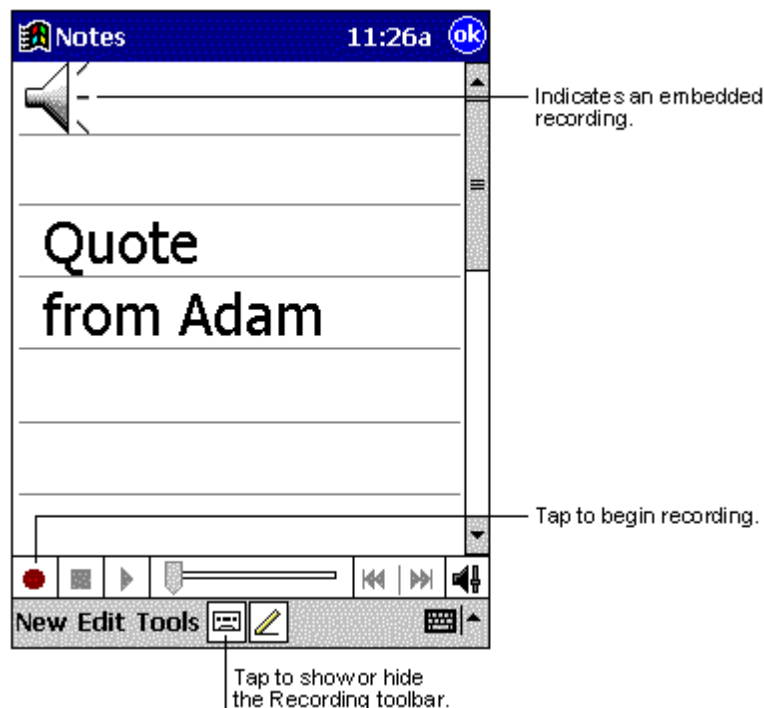 Notes 11:26a ok
Indicates an embedded
recording.
Quote
from Adam
Tap to begin recording.
New Edit Tools
Tap to show or hide
the Recording toolbar.